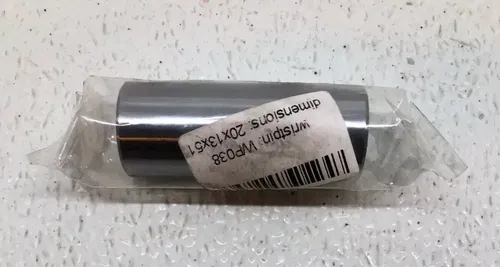 wristpin: WP038
dimensions: 20x13x51